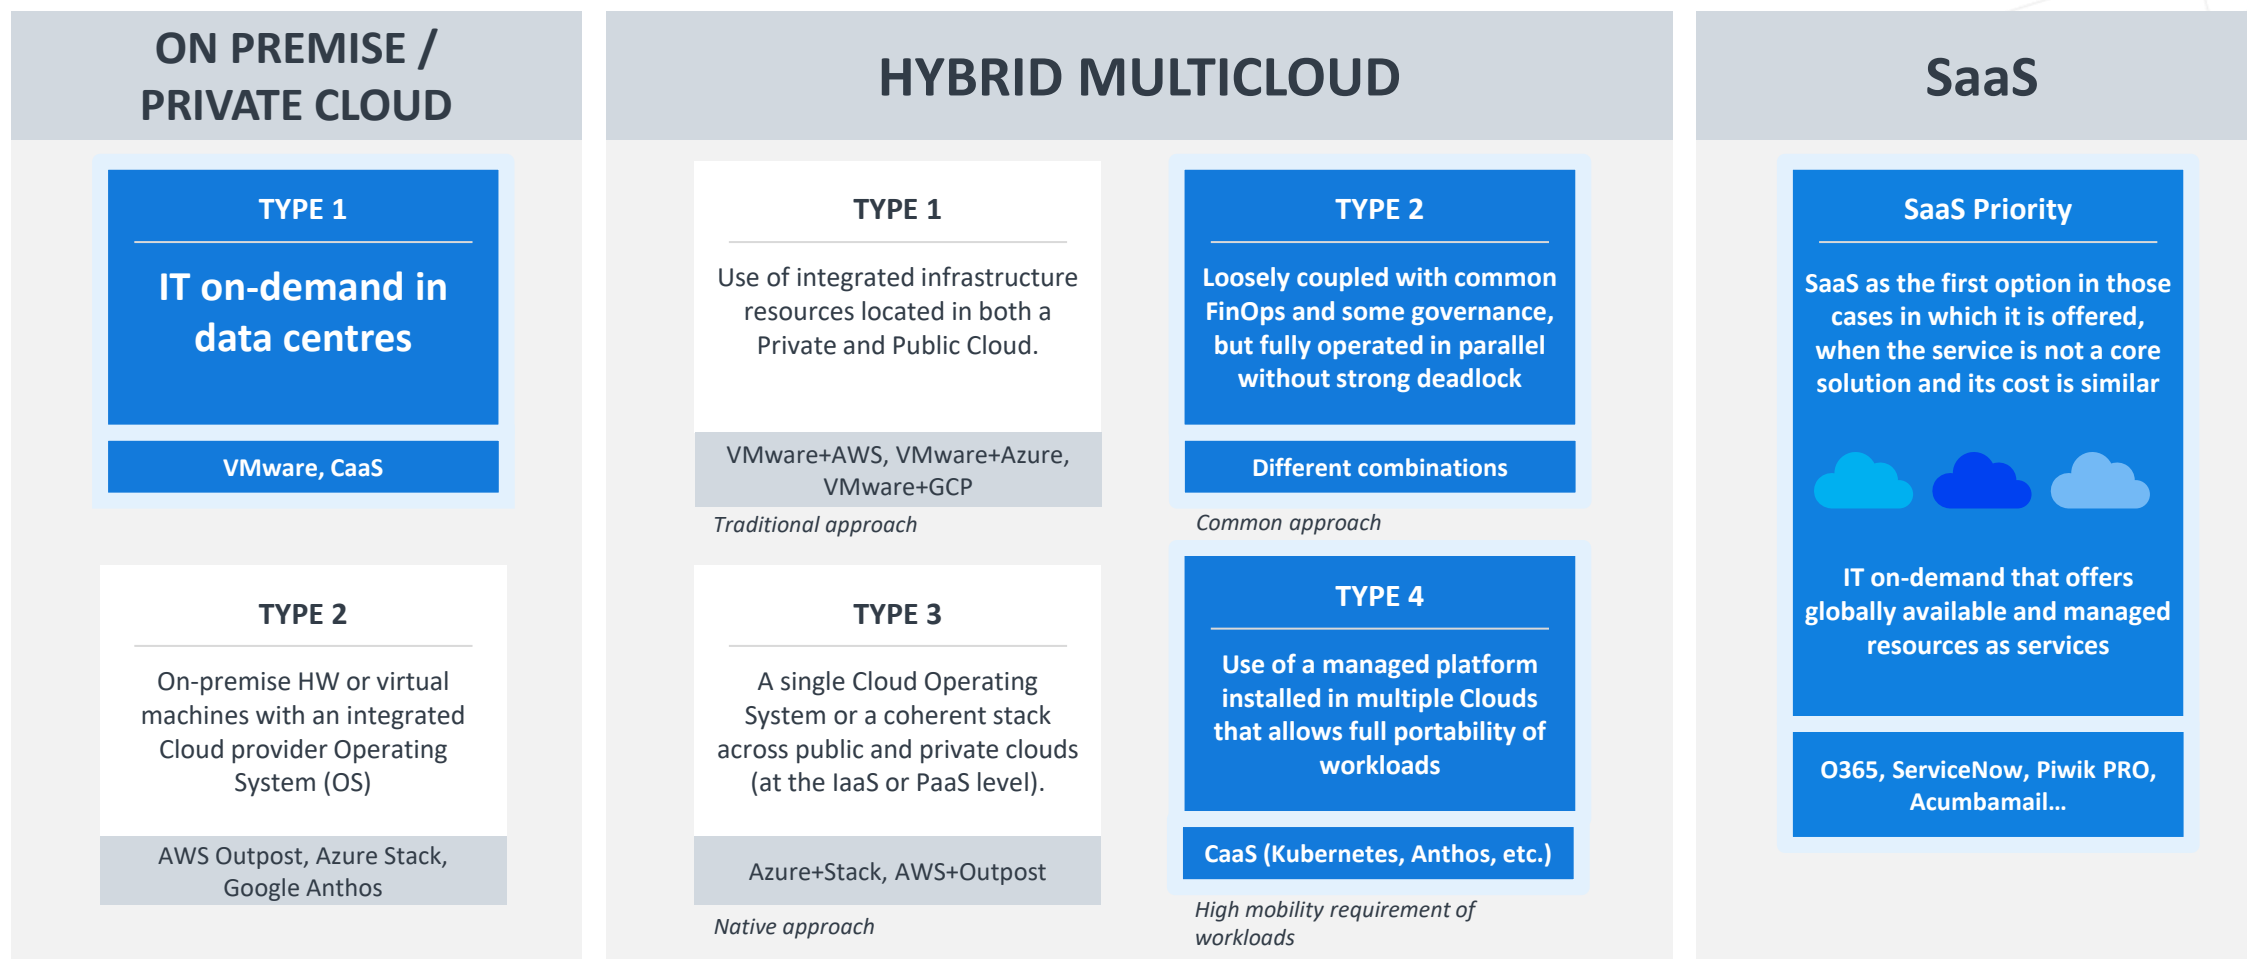 ON PREMISE /
PRIVATE CLOUD
TYPE 1
IT on-demand in
data centres
VMware, CaaS
TYPE 2
On-premise HW or virtual
machines with an integrated
Cloud provider Operating
System (OS)
AWS Outpost, Azure Stack,
Google Anthos
HYBRID MULTICLOUD
TYPE 1
Use of integrated infrastructure
resources located in both a
Private and Public Cloud.
VMware+AWS, VMware+Azure,
VMware+GCP
Traditional approach
TYPE 2
Loosely coupled with common
FinOps and some governance,
but fully operated in parallel
without strong deadlock
Different combinations
Common approach
TYPE 3
A single Cloud Operating
System or a coherent stack
across public and private clouds
(at the IaaS or PaaS level).
Azure+Stack, AWS+Outpost
Native approach
TYPE 4
Use of a managed platform
installed in multiple Clouds
that allows full portability of
workloads
CaaS (Kubernetes, Anthos, etc.)
High mobility requirement of
workloads
SaaS
SaaS Priority
SaaS as the first option in those
cases in which it is offered,
when the service is not a core
solution and its cost is similar
IT on-demand that offers
globally available and managed
resources as services
O365, ServiceNow, Piwik PRO,
Acumbamail...